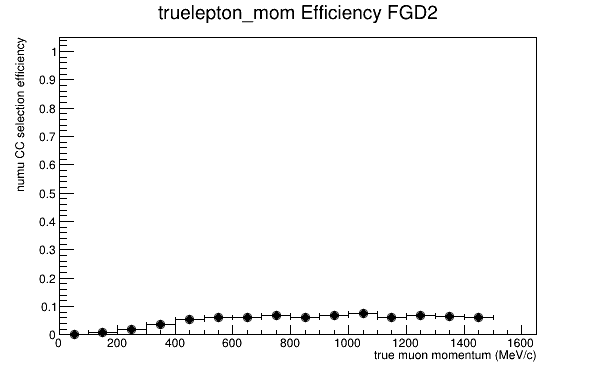 truelepton_mom Efficiency FGD2
numu CC selection efficiency
1
0.9
0.8
0.7
0.6
0.5
0.4
0.3
0.2
0.1
0
0 200 400 600 800 1000 1200 1400 1600
true muon momentum (MeV/c)